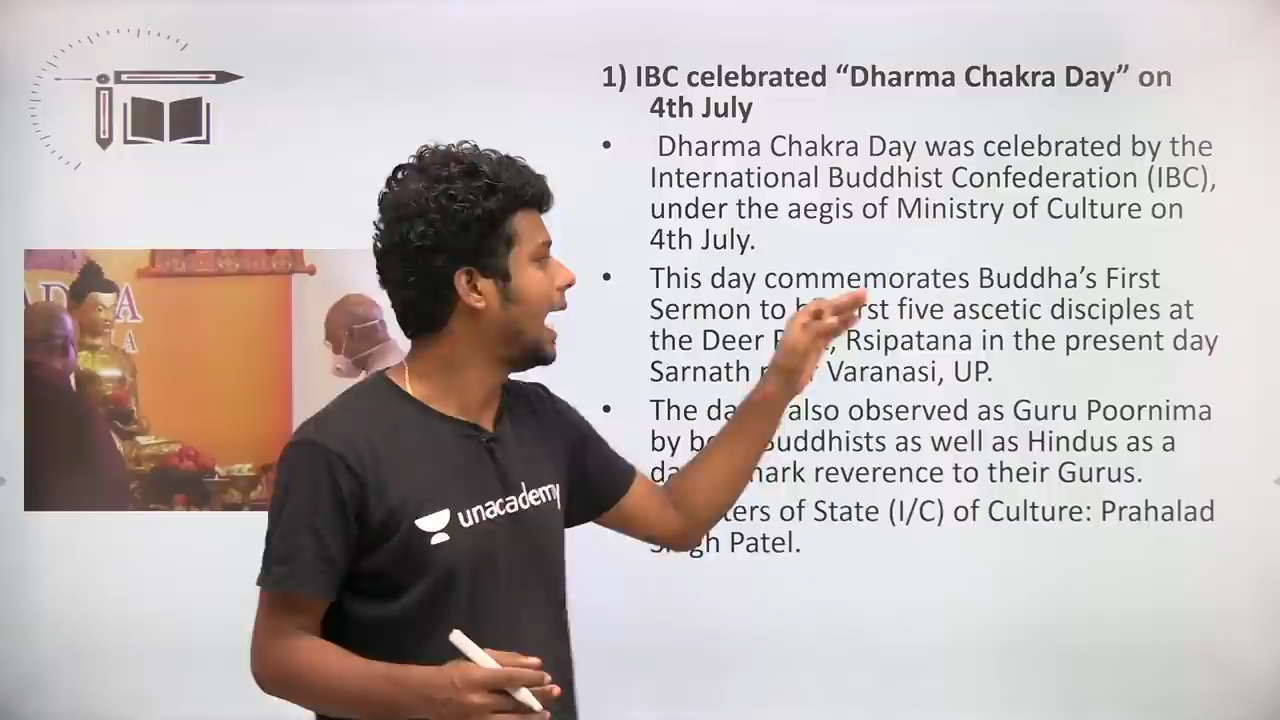 1) IBC celebrated “Dharma Chakra Day” on
4th July
• Dharma Chakra Day was celebrated by the
International Buddhist Confederation (IBC),
under the aegis of Ministry of Culture on
4th July.
• This day commemorates Buddha’s First
Sermon to five ascetic disciples at
the Deer Rsipatana in the present day
Sarnath Varanasi, UP.
• The also observed as Guru Poornima
by Buddhists as well as Hindus as a
mark reverence to their Gurus.
of State (I/C) of Culture: Prahalad
Patel.
unacademy